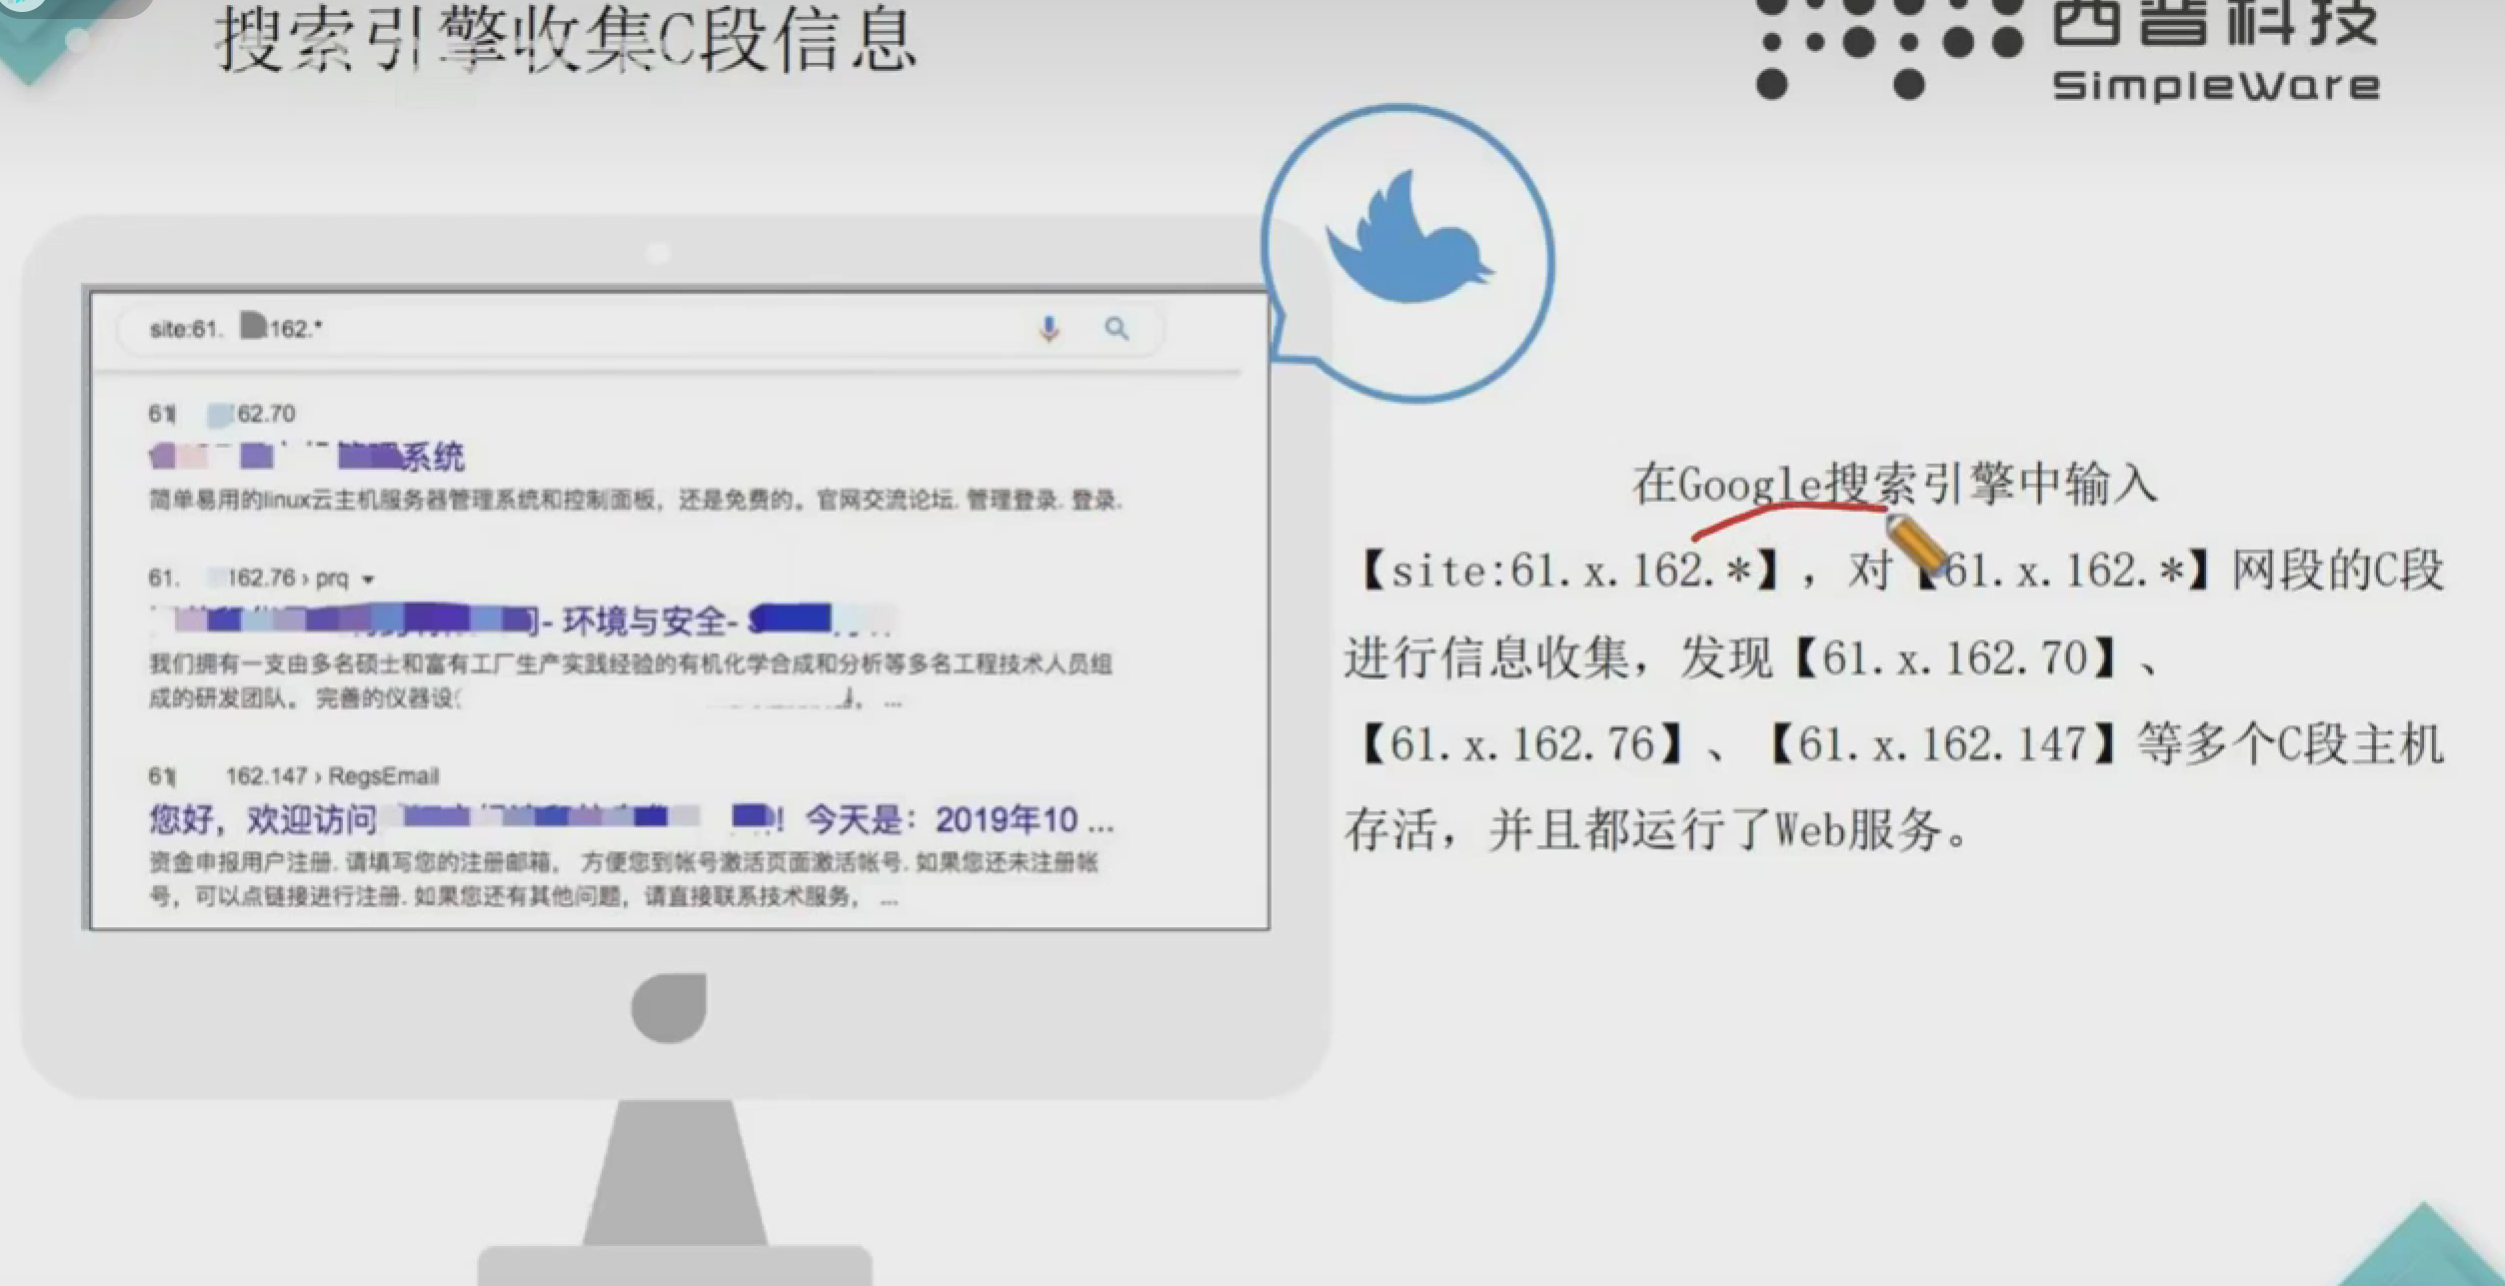 搜索引擎收集C段信息
西普科技
SimpleWare
site:61. 162.*
61 62.70
系统
简单易用的linux云主机服务器管理系统和控制面板，还是免费的。官网交流论坛. 管理登录. 登录.
61. 162.76 › prq
- 环境与安全-
我们拥有一支由多名硕士和富有工厂生产实践经验的有机化学合成和分析等多名工程技术人员组
成的研发团队。 完善的仪器设 ...
61 162.147 › RegsEmail
您好，欢迎访问 ！今天是：2019年10 ...
资金申报用户注册. 请填写您的注册邮箱， 方便您到帐号激活页面激活帐号. 如果您还未注册帐
号，可以点链接进行注册. 如果您还有其他问题，请直接联系技术服务， ...
在Google搜索引擎中输入
【site:61.x.162.*】，对【61.x.162.*】网段的C段
进行信息收集，发现【61.x.162.70】、
【61.x.162.76】、【61.x.162.147】等多个C段主机
存活，并且都运行了Web服务。